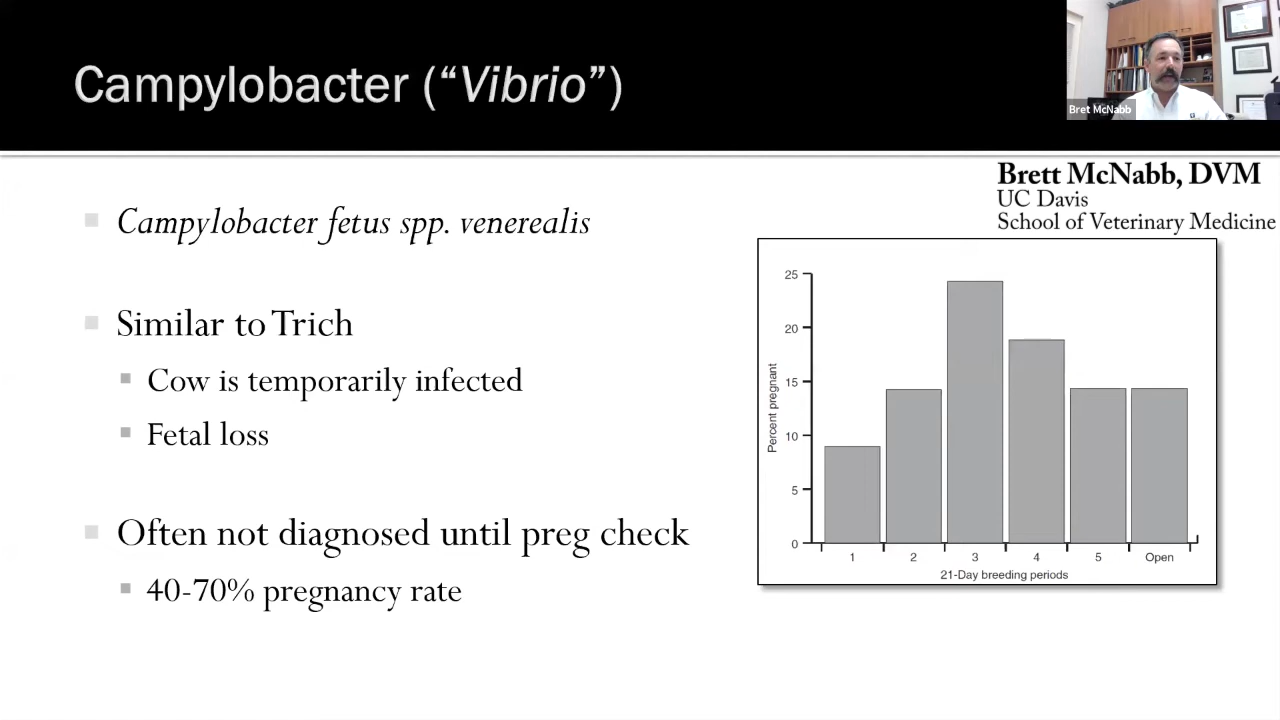 Campylobacter (“Vibrio”)
Bret McNabb
Brett McNabb, DVM
UC Davis
School of Veterinary Medicine
Campylobacter fetus spp. venerealis
Similar to Trich
Cow is temporarily infected
Fetal loss
Often not diagnosed until preg check
40-70% pregnancy rate
25
20
15
10
5
0
Percent pregnant
1 2 3 4 5 Open
21-Day breeding periods